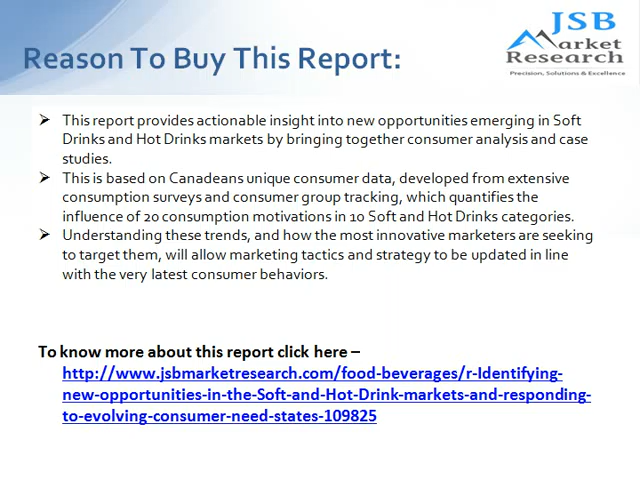 Reason To Buy This Report:
JSB
Market
Research
Precision, Solutions & Excellence
➢ This report provides actionable insight into new opportunities emerging in Soft
Drinks and Hot Drinks markets by bringing together consumer analysis and case
studies.
➢ This is based on Canadeans unique consumer data, developed from extensive
consumption surveys and consumer group tracking, which quantifies the
influence of 20 consumption motivations in 10 Soft and Hot Drinks categories.
➢ Understanding these trends, and how the most innovative marketers are seeking
to target them, will allow marketing tactics and strategy to be updated in line
with the very latest consumer behaviors.
To know more about this report click here –
http://www.jsbmarketresearch.com/food-beverages/r-Identifying-
new-opportunities-in-the-Soft-and-Hot-Drink-markets-and-responding-
to-evolving-consumer-need-states-109825